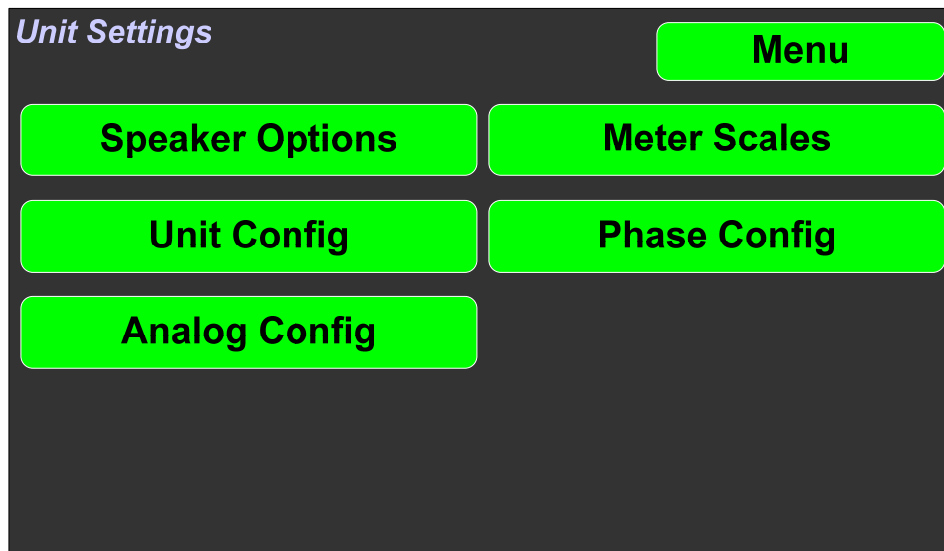 Unit Settings
Menu
Speaker Options
Meter Scales
Unit Config
Phase Config
Analog Config